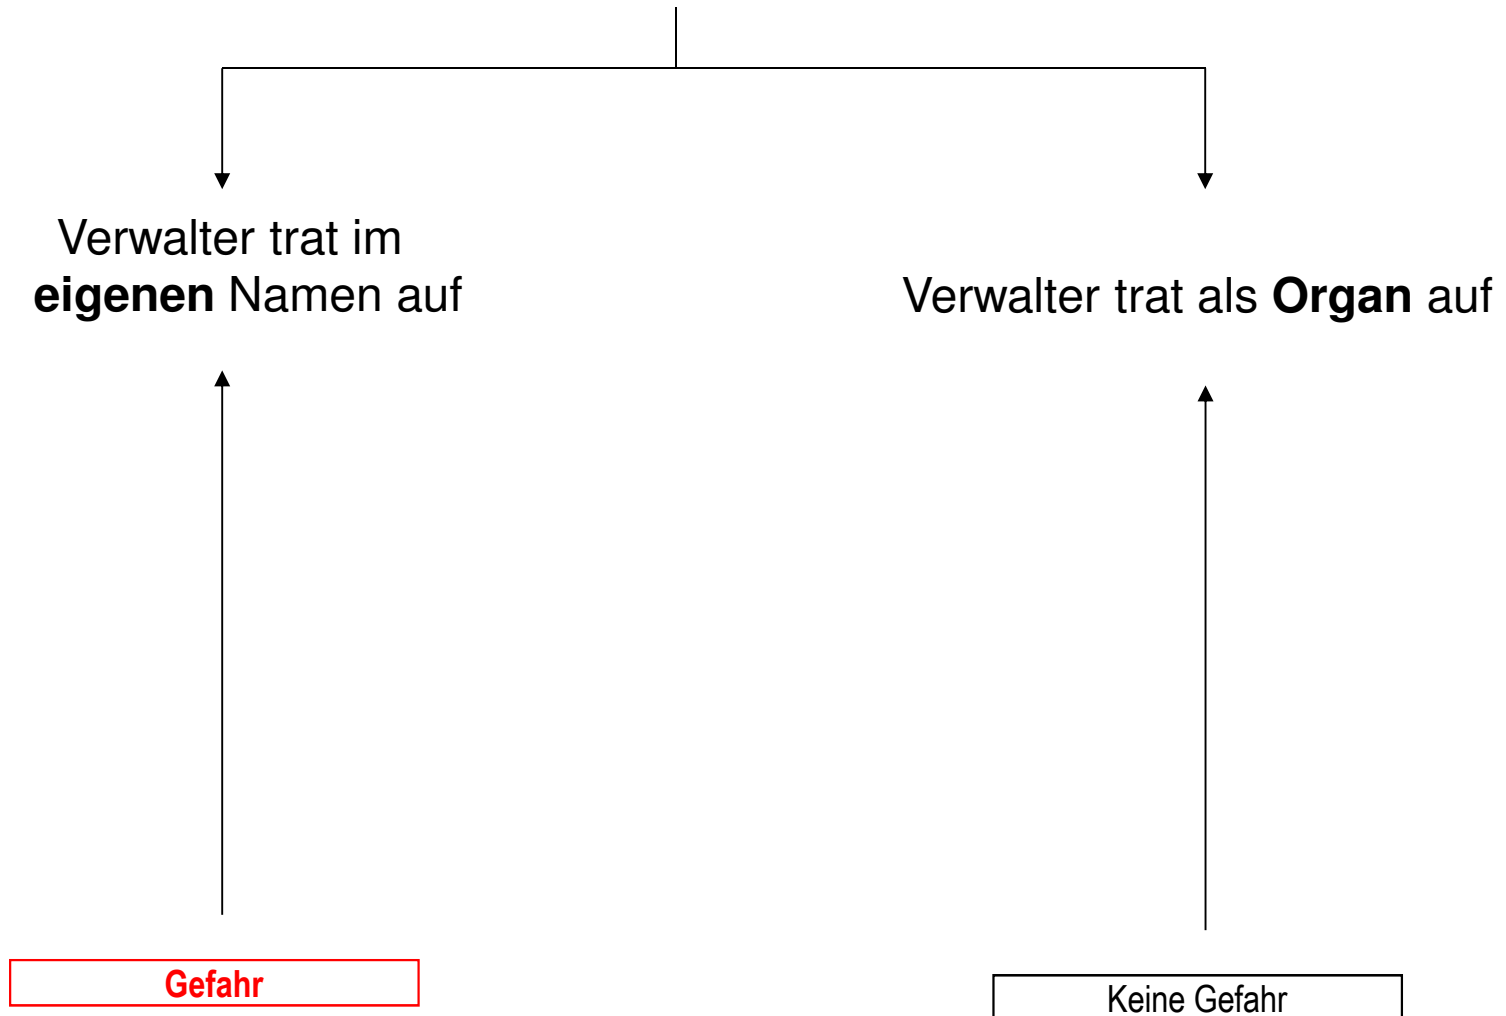 Verwalter trat im
eigenen Namen auf
Verwalter trat als Organ auf
Gefahr
Keine Gefahr